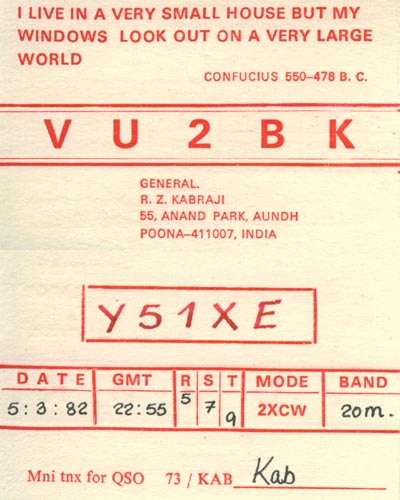 I LIVE IN A VERY SMALL HOUSE BUT MY
WINDOWS LOOK OUT ON A VERY LARGE
WORLD
CONFUCIUS 550–478 B. C.
VU2BK
GENERAL.
R. Z. KABRAJI
55, ANAND PARK, AUNDH
POONA–411007, INDIA
Y51XE
DATE GMT R S T MODE BAND
5:3:82 22:55 5 7 9 2XCW 20m.
Mni tnx for QSO 73 / KAB Kab